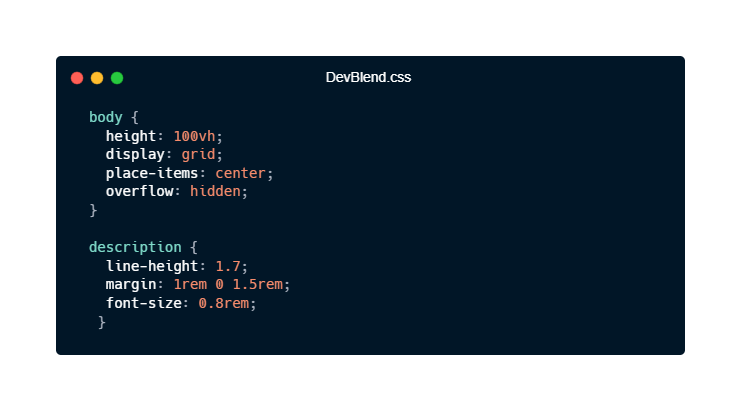 DevBlend.css
body {
  height: 100vh;
  display: grid;
  place-items: center;
  overflow: hidden;
}

description {
  line-height: 1.7;
  margin: 1rem 0 1.5rem;
  font-size: 0.8rem;
 }